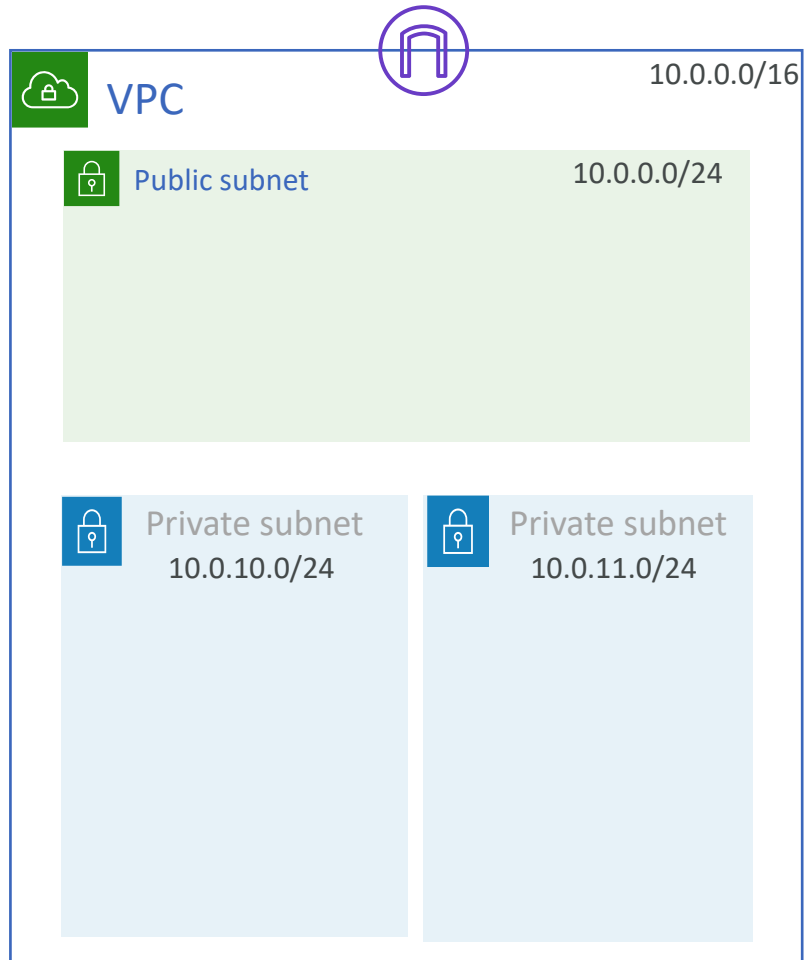 10.0.0.0/16
VPC
Public subnet
10.0.0.0/24
Private subnet
10.0.10.0/24
Private subnet
10.0.11.0/24